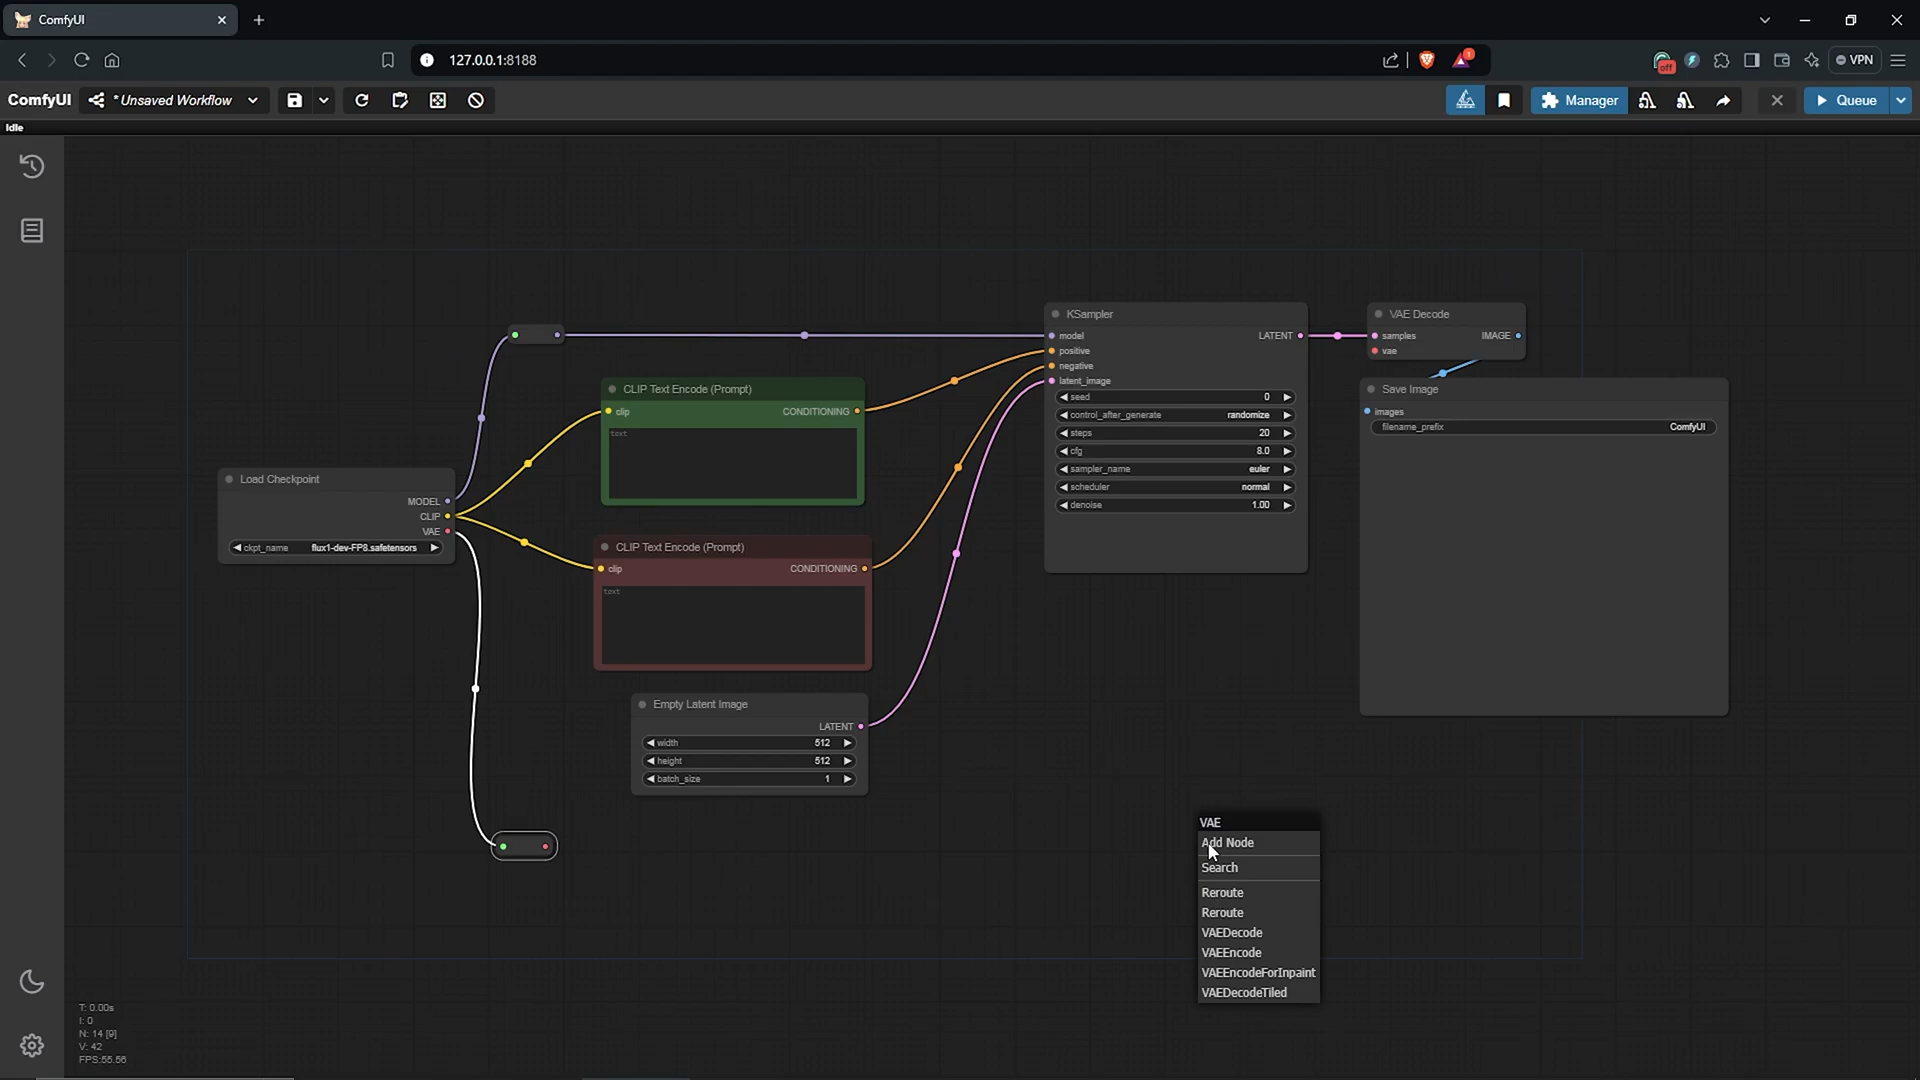 ComfyUI
127.0.0.1:8188
1
off
VPN
ComfyUI
* Unsaved Workflow
Manager
Queue
Idle
KSampler
model
LATENT
positive
negative
latent_image
seed 0
control_after_generate randomize
steps 20
cfg 8.0
sampler_name euler
scheduler normal
denoise 1.00
VAE Decode
samples IMAGE
vae
Save Image
images
filename_prefix ComfyUI
CLIP Text Encode (Prompt)
clip CONDITIONING
text
Load Checkpoint
MODEL
CLIP
VAE
ckpt_name flux1-dev-FP8.safetensors
CLIP Text Encode (Prompt)
clip CONDITIONING
text
Empty Latent Image
LATENT
width 512
height 512
batch_size 1
VAE
Add Node
Search
Reroute
Reroute
VAEDecode
VAEEncode
VAEEncodeForInpaint
VAEDecodeTiled
T: 0.00s
I: 0
N: 14 [9]
V: 42
FPS:55.56